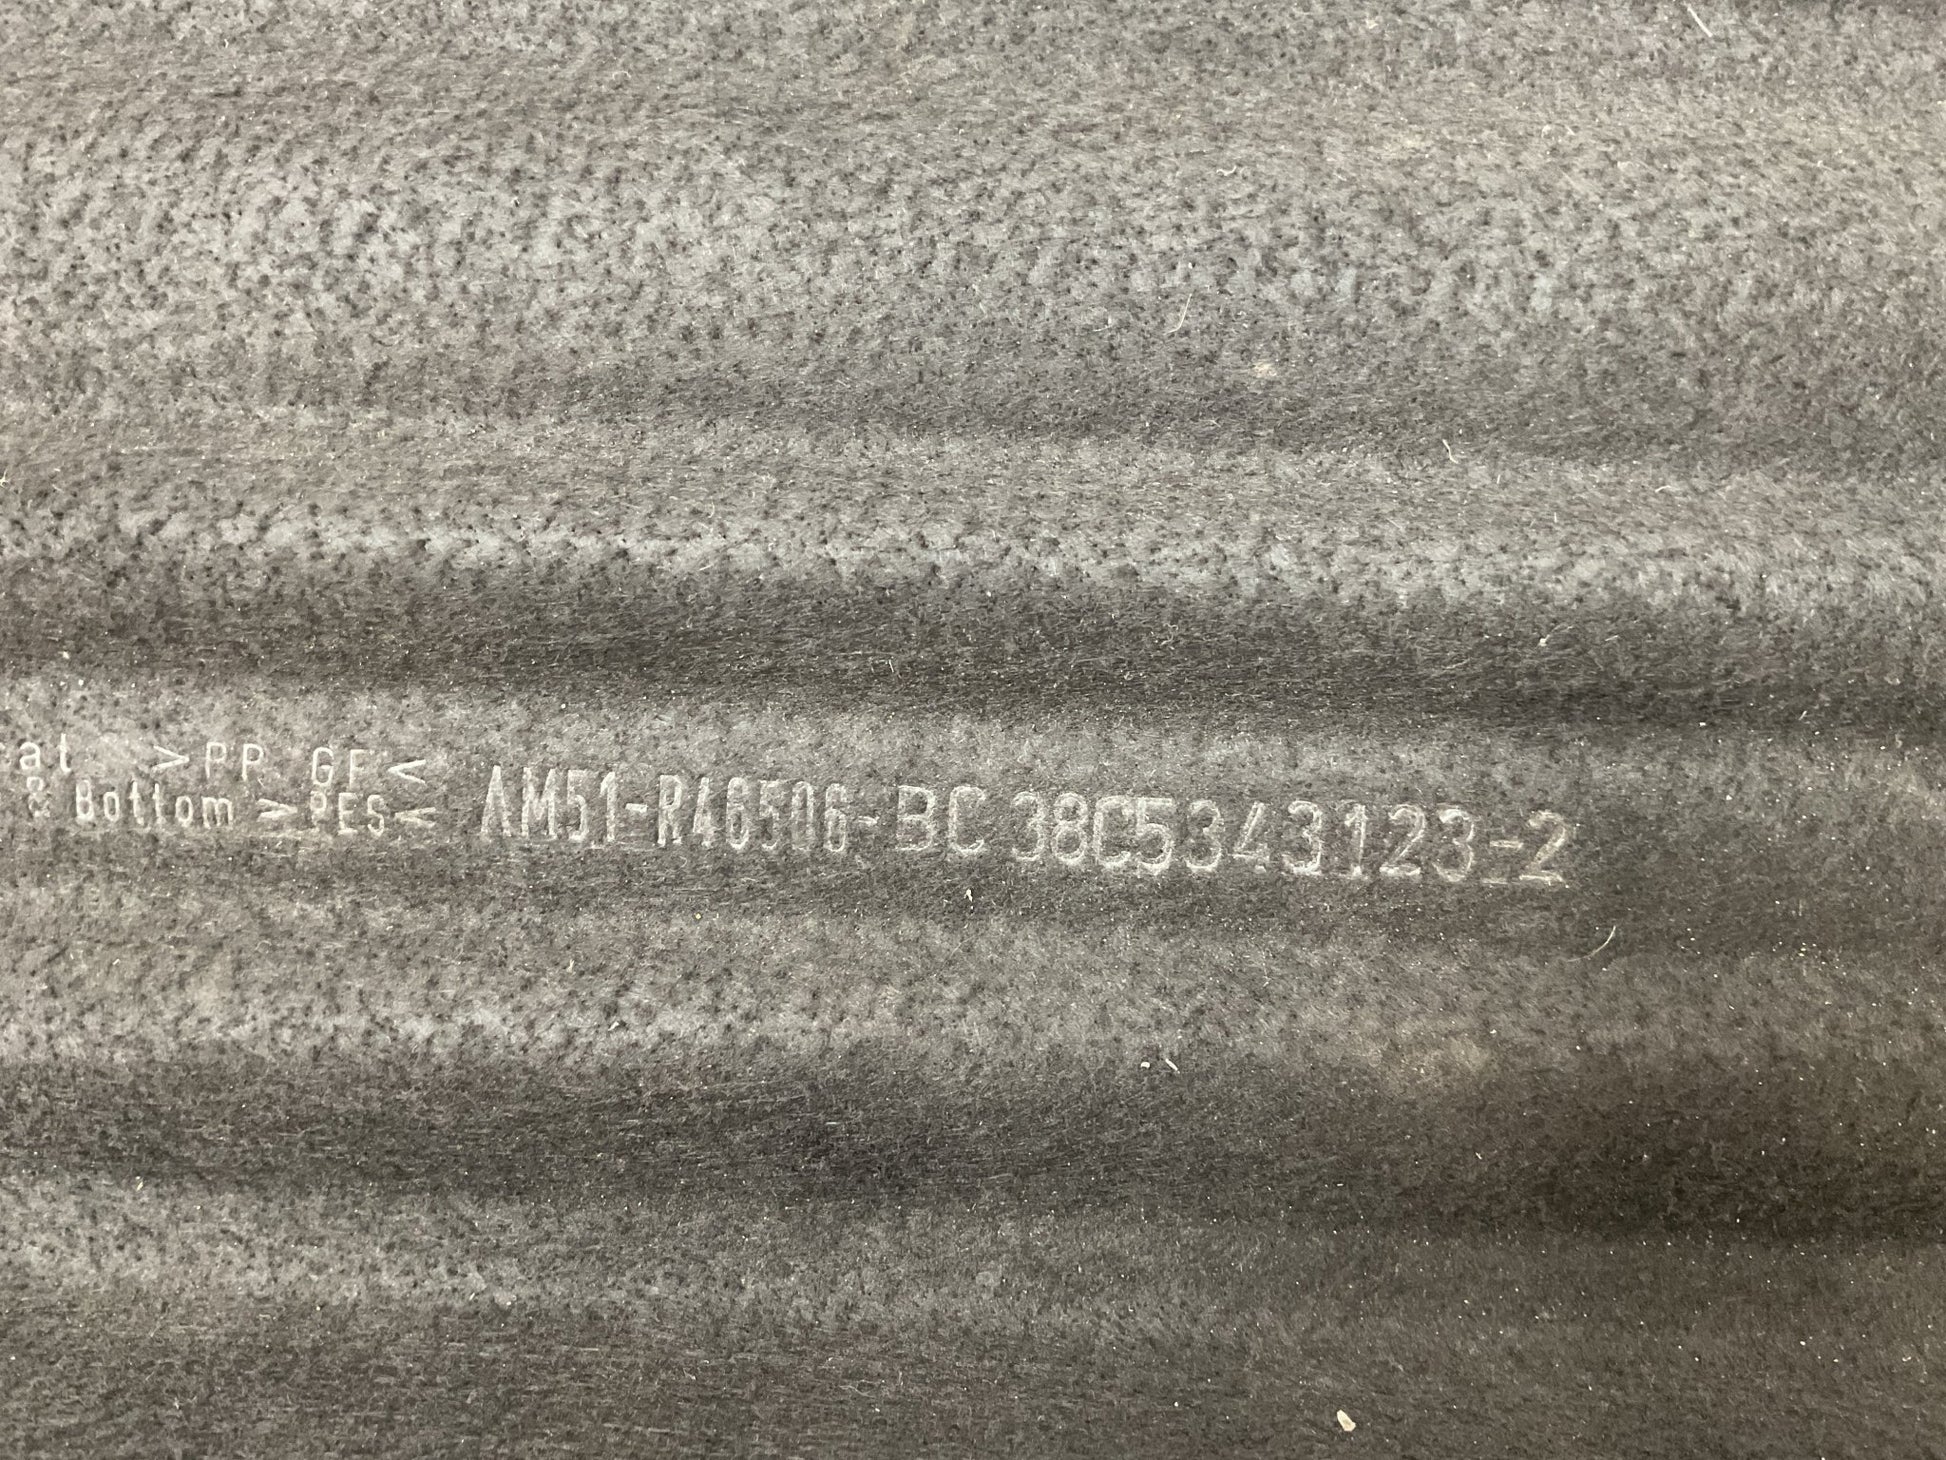 at >PP GF<
& Bottom >PES< AM51-R46506-BC 38C5343123-2